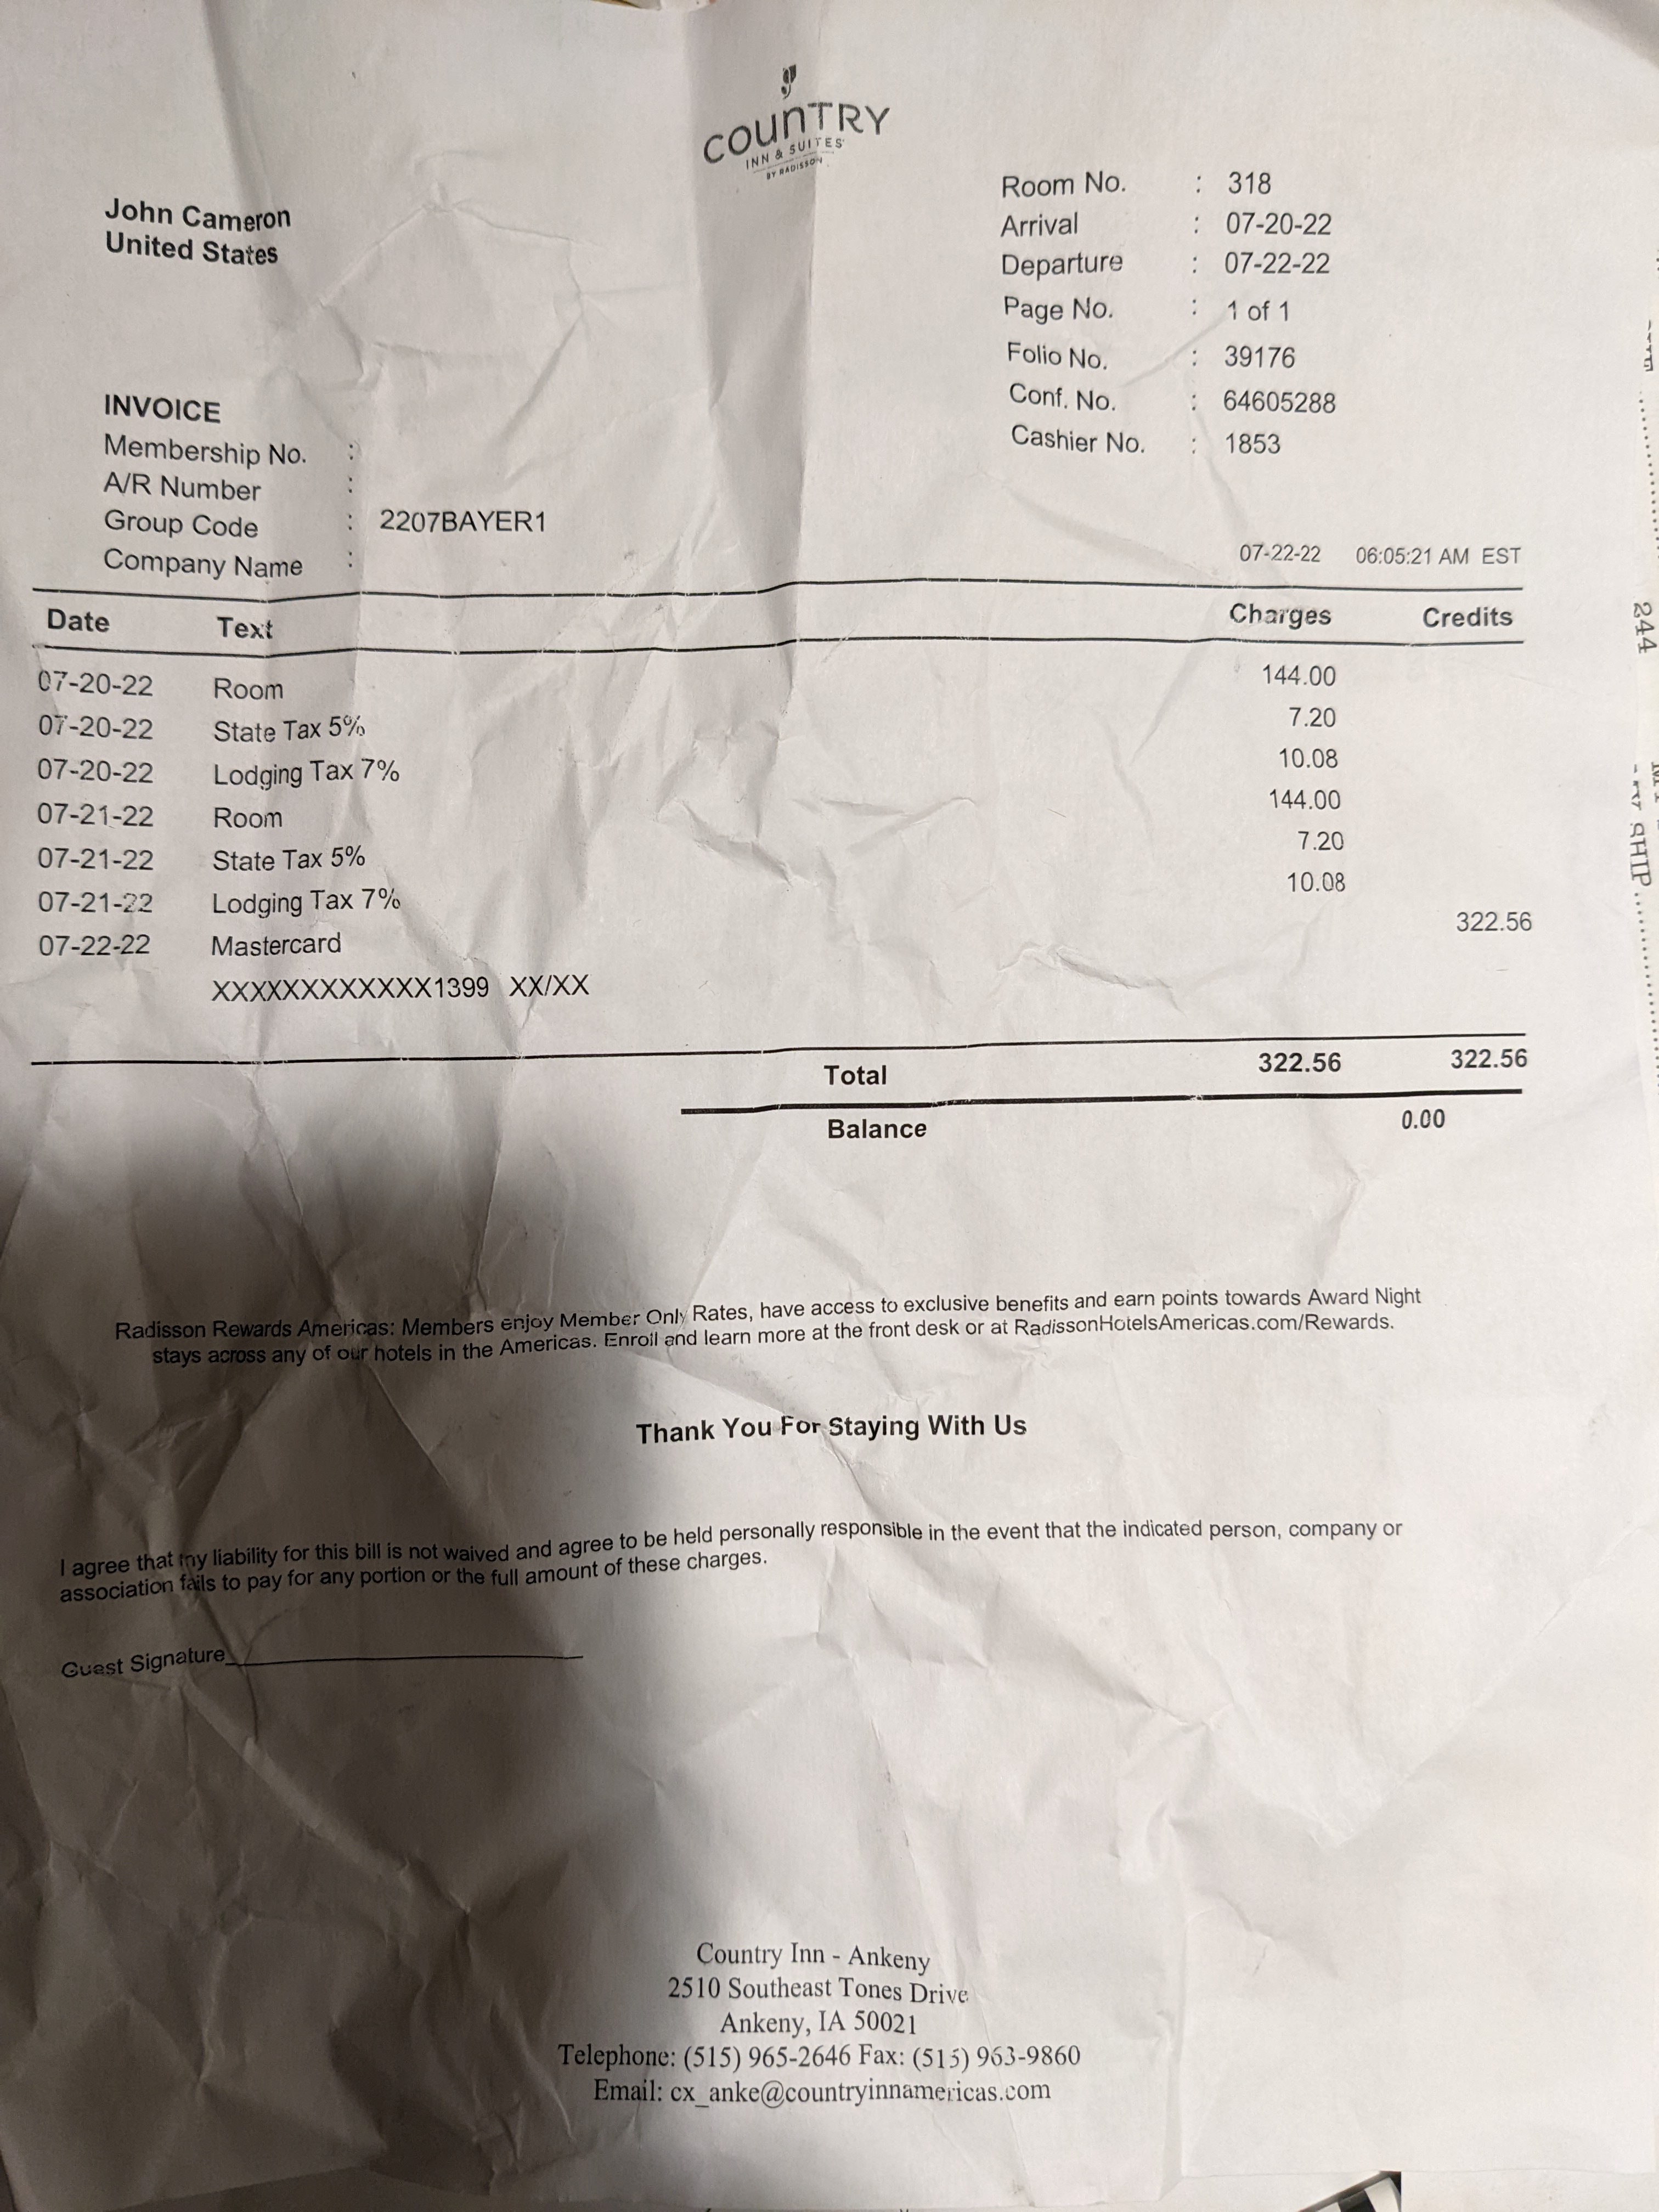 COUNTRY
INN & SUITES
BY RADISSON
John Cameron
United States
Room No. : 318
Arrival : 07-20-22
Departure : 07-22-22
Page No. : 1 of 1
Folio No. : 39176
Conf. No. : 64605288
Cashier No. : 1853
INVOICE
Membership No. :
A/R Number :
Group Code : 2207BAYER1
Company Name :
07-22-22 06:05:21 AM EST
Date Text Charges Credits
07-20-22 Room 144.00
07-20-22 State Tax 5% 7.20
07-20-22 Lodging Tax 7% 10.08
07-21-22 Room 144.00
07-21-22 State Tax 5% 7.20
07-21-22 Lodging Tax 7% 10.08
07-22-22 Mastercard 322.56
XXXXXXXXXXXX1399 XX/XX
Total 322.56 322.56
Balance 0.00
Radisson Rewards Americas: Members enjoy Member Only Rates, have access to exclusive benefits and earn points towards Award Night
stays across any of our hotels in the Americas. Enroll and learn more at the front desk or at RadissonHotelsAmericas.com/Rewards.
Thank You For Staying With Us
I agree that my liability for this bill is not waived and agree to be held personally responsible in the event that the indicated person, company or
association fails to pay for any portion or the full amount of these charges.
Guest Signature
Country Inn - Ankeny
2510 Southeast Tones Drive
Ankeny, IA 50021
Telephone: (515) 965-2646 Fax: (515) 963-9860
Email: cx_anke@countryinnamericas.com
244
SHIP